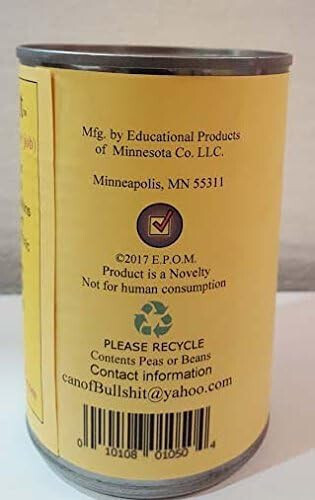 Mfg. by Educational Products
of Minnesota Co. LLC.
Minneapolis, MN 55311
©2017 E.P.O.M.
Product is a Novelty
Not for human consumption
PLEASE RECYCLE
Contents Peas or Beans
Contact information
canofBullshit@yahoo.com
0 10108 01050 4